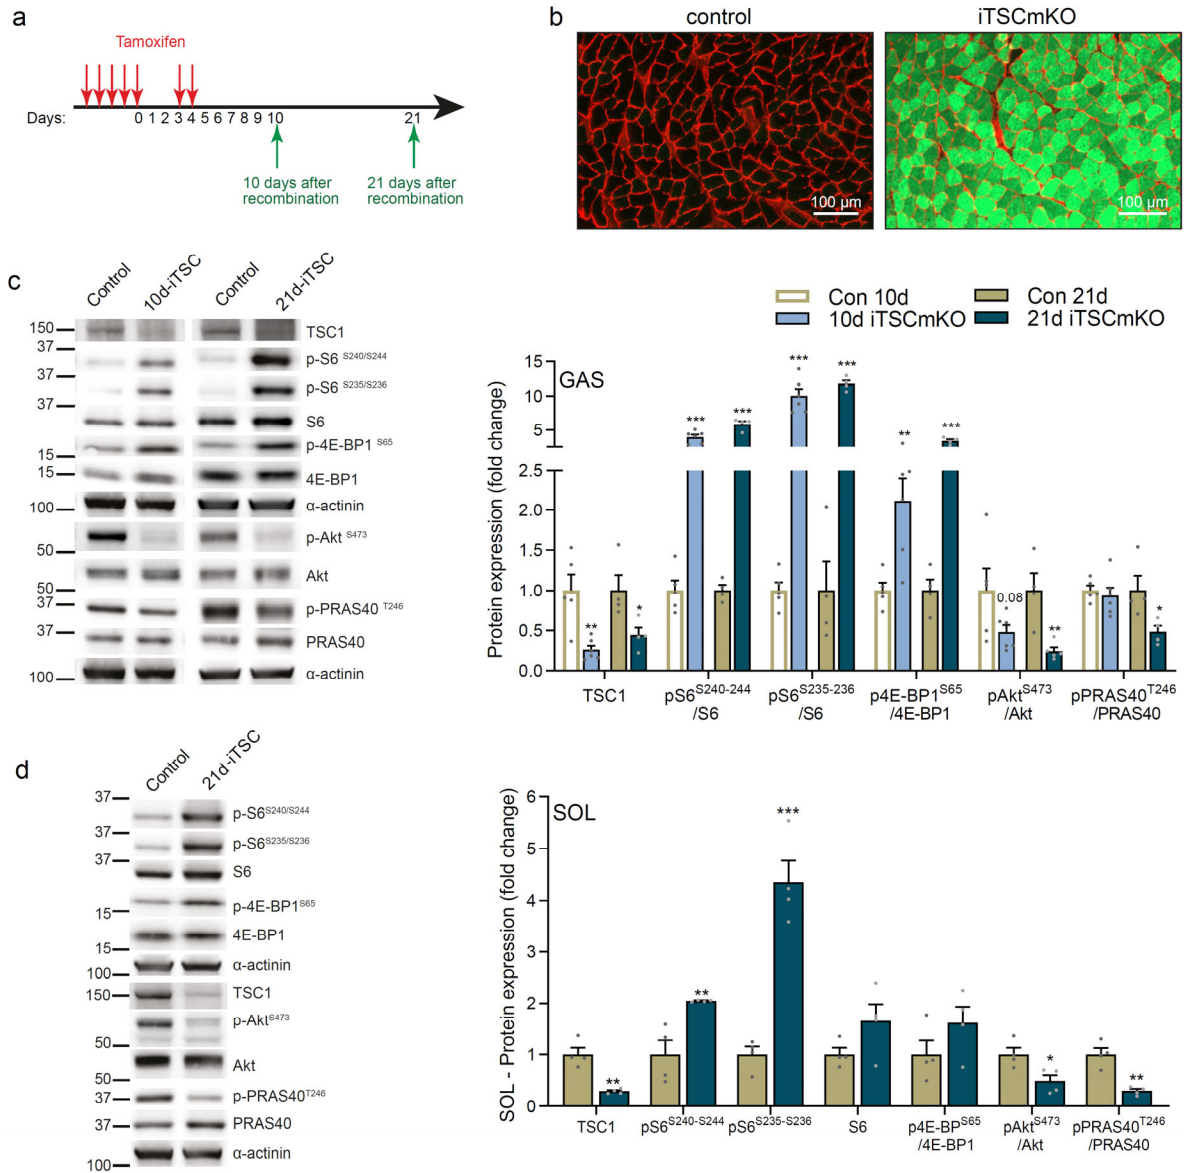 a
Tamoxifen
Days: 0 1 2 3 4 5 6 7 8 9 10 21
10 days after
recombination
21 days after
recombination
b
control
iTSCmKO
100 µm
100 µm
c
Control
10d-iTSC
Control
21d-iTSC
150
TSC1
37
p-S6 S240/S244
37
p-S6 S235/S236
37
S6
p-4E-BP1 S65
15
15
4E-BP1
α-actinin
100
p-Akt S473
50
Akt
50
37
p-PRAS40 T246
37
PRAS40
α-actinin
100
Con 10d
Con 21d
10d iTSCmKO
21d iTSCmKO
GAS
Protein expression (fold change)
15
10
5
2.5
2.0
1.5
1.0
0.5
0.0
** * *** *** *** *** ** *** 0.08 ** *
TSC1
pS6S240-244
/S6
pS6S235-236
/S6
p4E-BP1S65
/4E-BP1
pAktS473
/Akt
pPRAS40T246
/PRAS40
d
Control
21d-iTSC
37
p-S6S240/S244
37
p-S6S235/S236
37
S6
p-4E-BP1S65
15
4E-BP1
15
α-actinin
100
TSC1
150
p-AktS473
50
Akt
50
p-PRAS40T246
37
PRAS40
37
α-actinin
100
SOL
SOL - Protein expression (fold change)
6
5
4
3
2
1
0
** ** *** * **
TSC1
pS6S240-S244
pS6S235-S236
S6
p4E-BPS65
/4E-BP1
pAktS473
/Akt
pPRAS40T246
/PRAS40